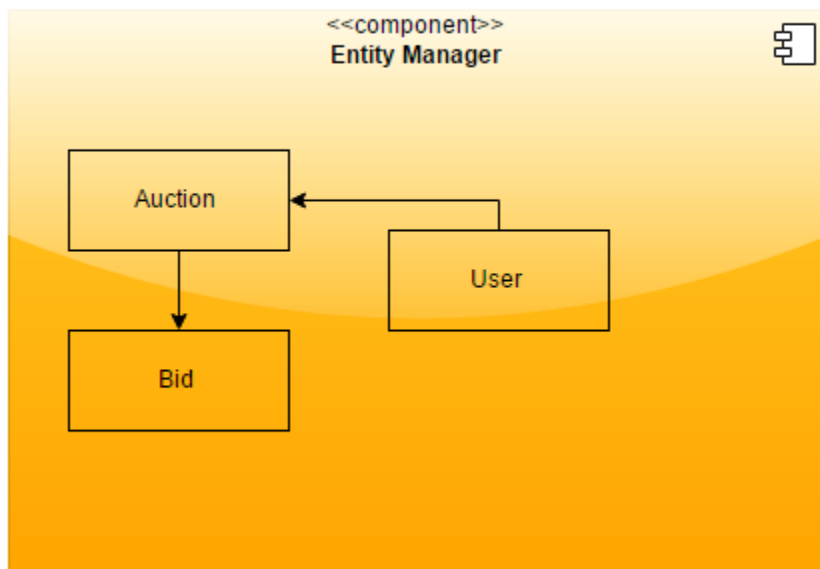 <<component>>
Entity Manager
Auction
User
Bid